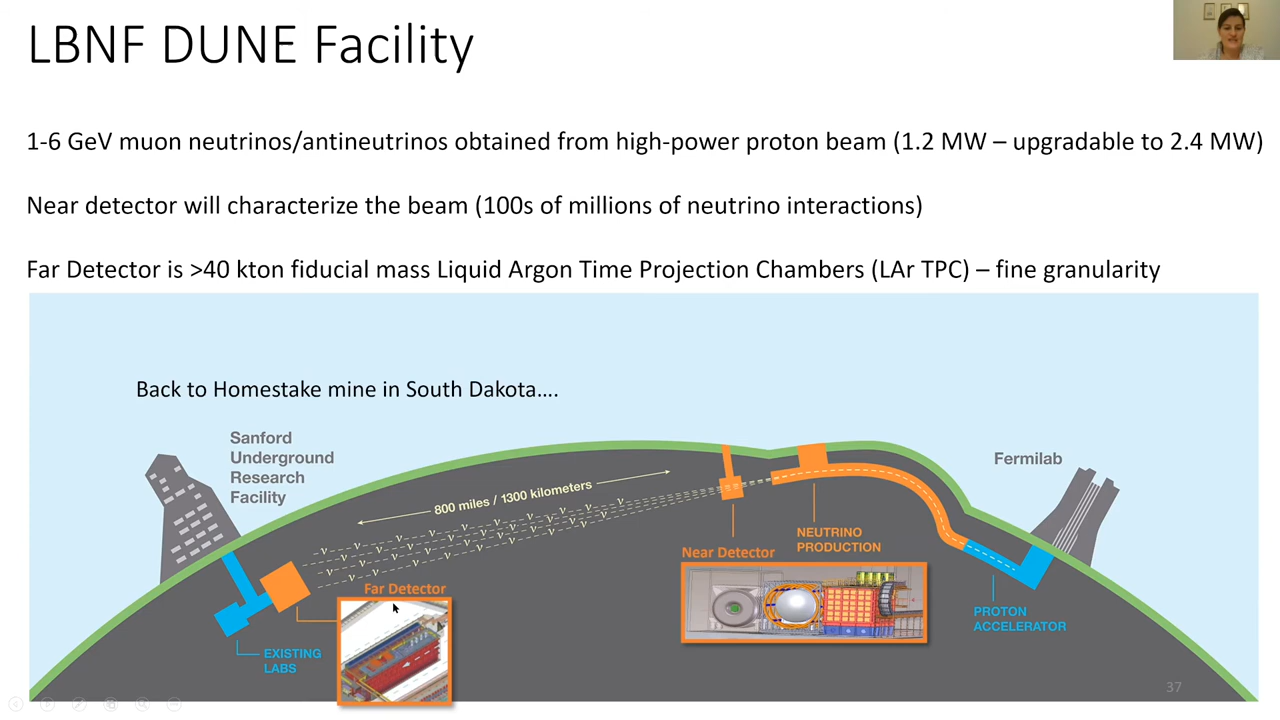 LBNF DUNE Facility
1-6 GeV muon neutrinos/antineutrinos obtained from high-power proton beam (1.2 MW – upgradable to 2.4 MW)
Near detector will characterize the beam (100s of millions of neutrino interactions)
Far Detector is >40 kton fiducial mass Liquid Argon Time Projection Chambers (LAr TPC) – fine granularity
Back to Homestake mine in South Dakota....
Sanford
Underground
Research
Facility
Fermilab
800 miles / 1300 kilometers
ν ν ν ν ν ν ν ν ν
ν ν ν ν ν ν ν ν
ν ν ν ν ν ν ν
ν ν ν ν
NEUTRINO
PRODUCTION
Near Detector
Far Detector
PROTON
ACCELERATOR
EXISTING
LABS
37